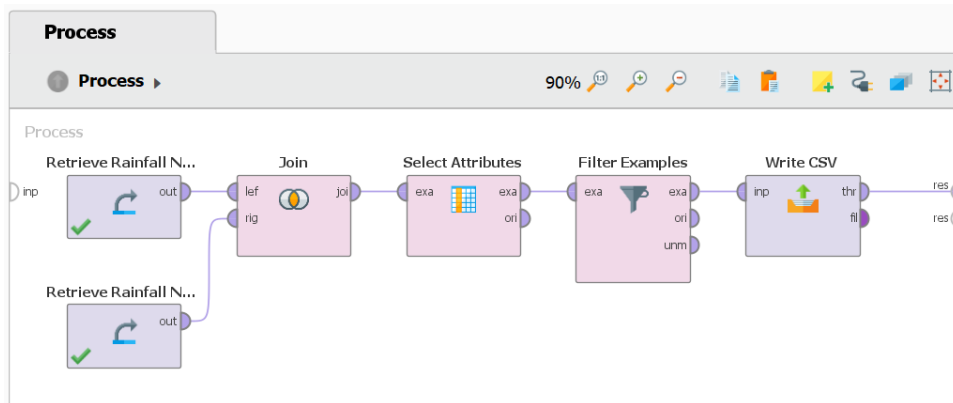 Process
Process
90%
Process
Retrieve Rainfall N...
Join
Select Attributes
Filter Examples
Write CSV
inp
out
lef
joi
exa
exa
exa
exa
inp
thr
res
rig
ori
ori
fil
res
unm
Retrieve Rainfall N...
out